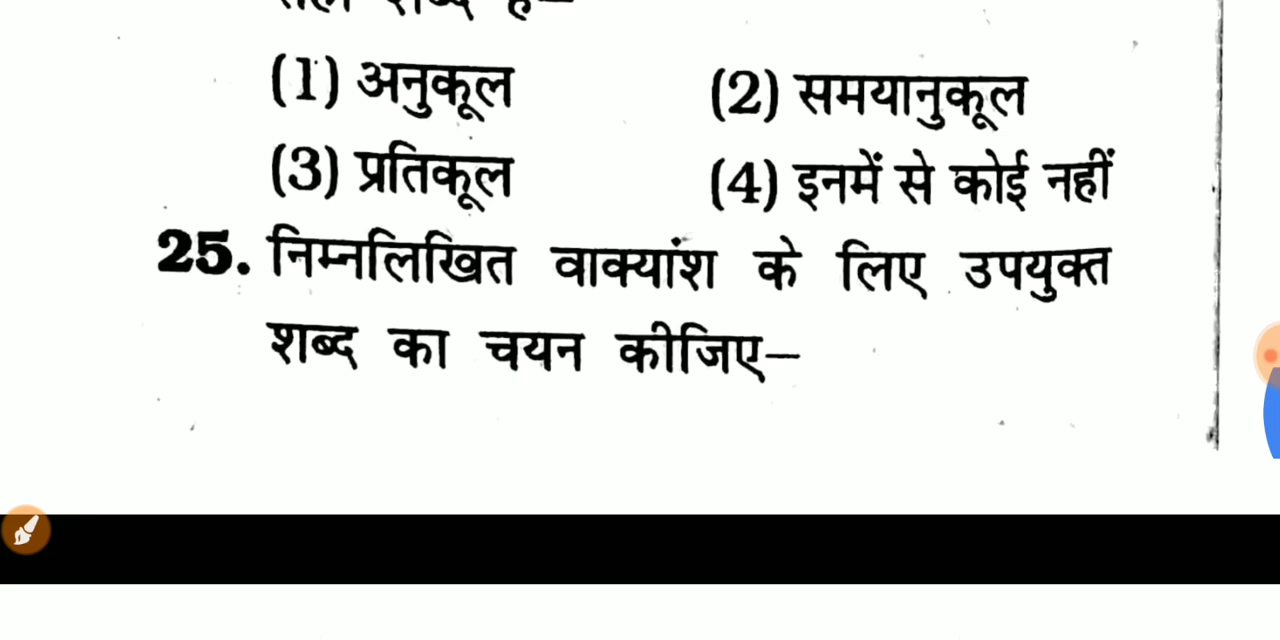 (1) अनुकूल (2) समयानुकूल
(3) प्रतिकूल (4) इनमें से कोई नहीं
25. निम्नलिखित वाक्यांश के लिए उपयुक्त
शब्द का चयन कीजिए–